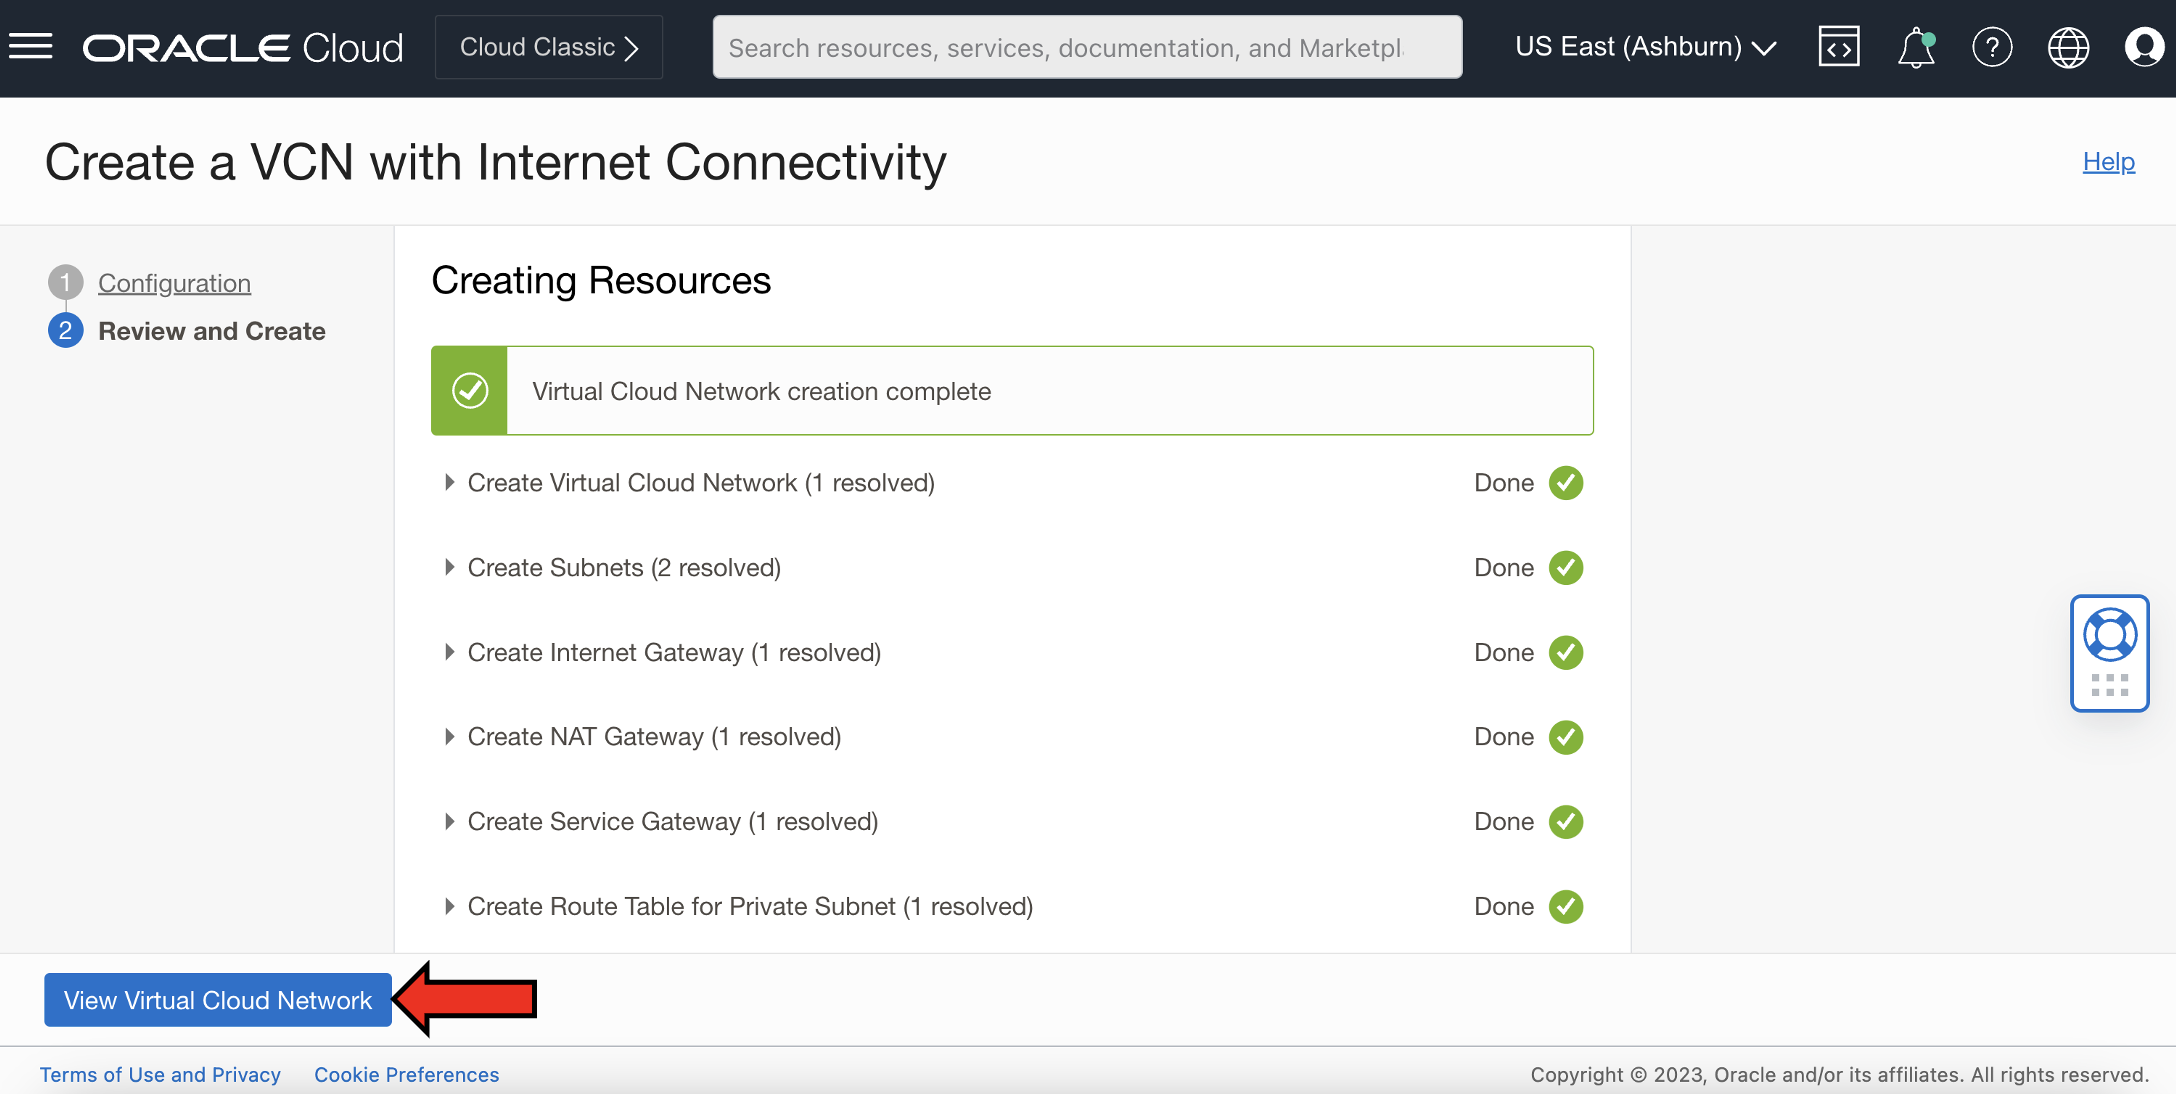 ORACLE Cloud
Cloud Classic
Search resources, services, documentation, and Marketpl
US East (Ashburn)
Create a VCN with Internet Connectivity
Help
1 Configuration
2 Review and Create
Creating Resources
Virtual Cloud Network creation complete
Create Virtual Cloud Network (1 resolved) Done
Create Subnets (2 resolved) Done
Create Internet Gateway (1 resolved) Done
Create NAT Gateway (1 resolved) Done
Create Service Gateway (1 resolved) Done
Create Route Table for Private Subnet (1 resolved) Done
View Virtual Cloud Network
Terms of Use and Privacy Cookie Preferences
Copyright © 2023, Oracle and/or its affiliates. All rights reserved.